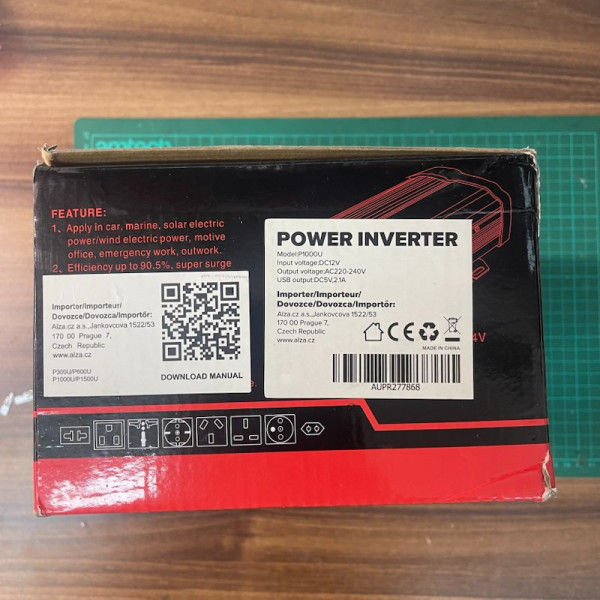 amtech
FEATURE:
1、Apply in car, marine, solar electric
power/wind electric power, motive
office, emergency work, outwork.
2、Efficiency up to 90.5%, super surge
Importer/Importeur/
Dovozce/Dovozca/Importőr:
Alza.cz a.s.,Jankovcova 1522/53
170 00 Prague 7,
Czech Republic
www.alza.cz
P300U/P600U
P1000U/P1500U
DOWNLOAD MANUAL
POWER INVERTER
Model:P1000U
Input voltage:DC12V
Output voltage:AC220-240V
USB output:DC5V,2.1A
Importer/Importeur/
Dovozce/Dovozca/Importőr:
Alza.cz a.s.,Jankovcova 1522/53
170 00 Prague 7,
Czech Republic
www.alza.cz
CE
MADE IN CHINA
AUPR277868
4V
e.